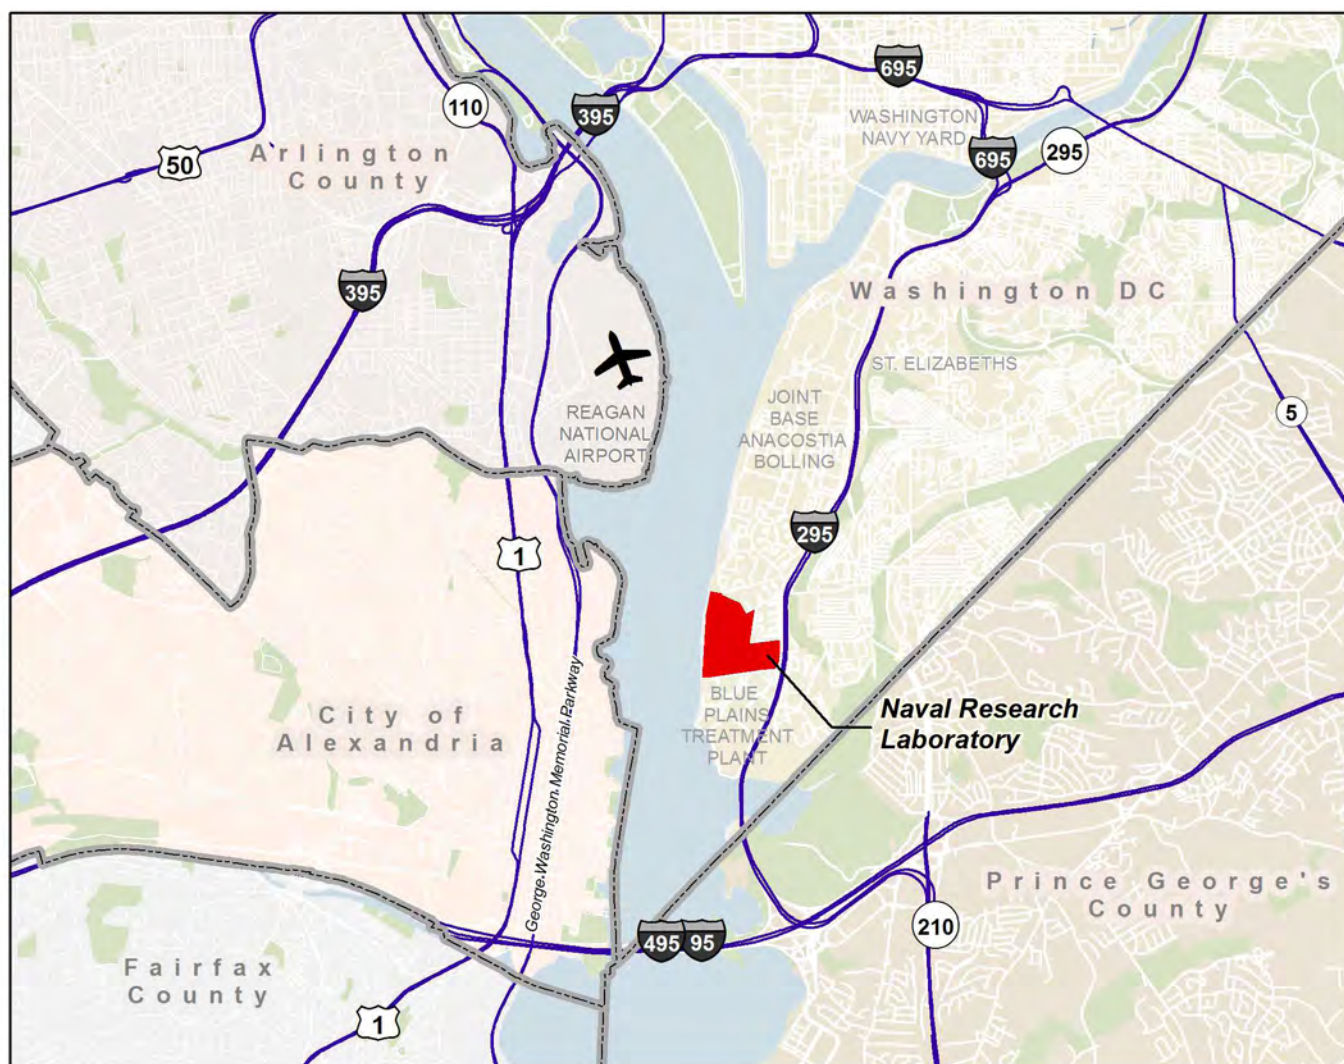 695
110
395
WASHINGTON
NAVY YARD
50
Arlington
County
695
295
395
Washington DC
ST. ELIZABETHS
REAGAN
NATIONAL
AIRPORT
JOINT
BASE
ANACOSTIA
BOLLING
5
1
295
City of
Alexandria
George Washington Memorial Parkway
BLUE
PLAINS
TREATMENT
PLANT
Naval Research
Laboratory
Prince George's
County
210
495
95
Fairfax
County
1